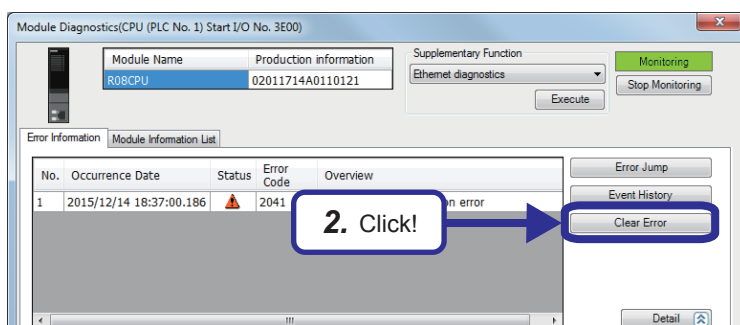 Module Diagnostics(CPU (PLC No. 1) Start I/O No. 3E00)
Module Name Production information
R08CPU 02011714A0110121
Supplementary Function
Ethernet diagnostics
Execute
Monitoring
Stop Monitoring
Error Information Module Information List
No. Occurrence Date Status Error Code Overview
1 2015/12/14 18:37:00.186 2041 on error
2. Click!
Error Jump
Event History
Clear Error
Detail